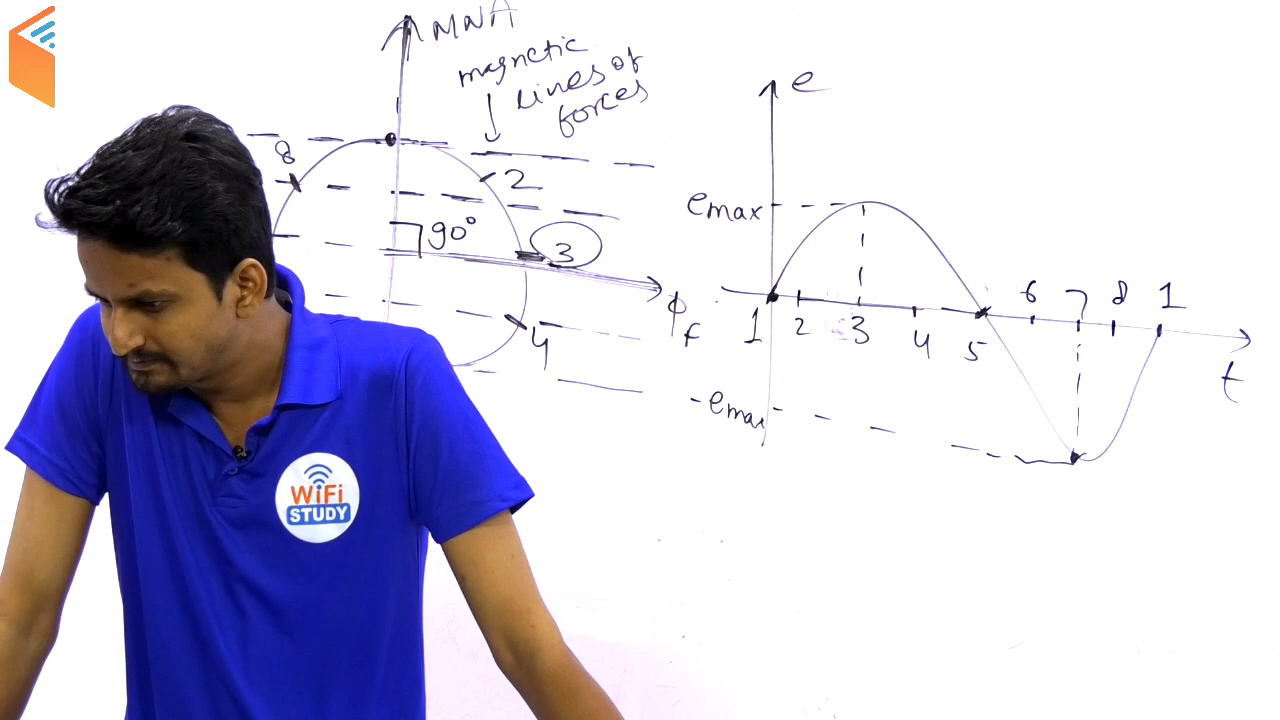 MNA
magnetic
lines of
forces
8
2
90°
3
4
ϕf
e
emax
-emax
1 2 3 4 5 6 7 8 1
t
WiFi
STUDY